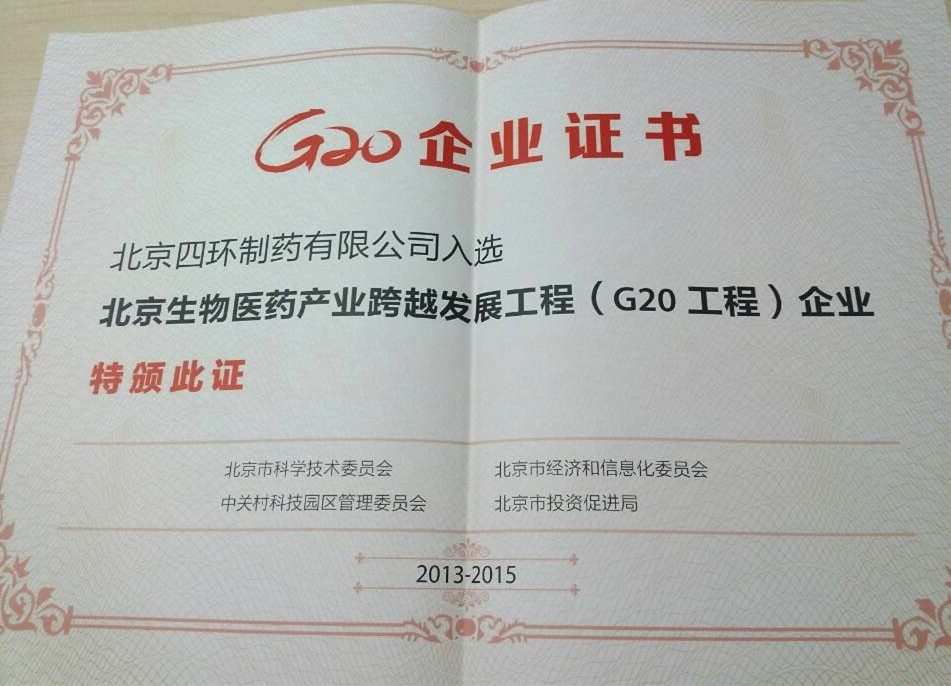 G20企业证书
北京四环制药有限公司入选
北京生物医药产业跨越发展工程（G20 工程）企业
特颁此证
北京市科学技术委员会
北京市经济和信息化委员会
中关村科技园区管理委员会
北京市投资促进局
2013-2015